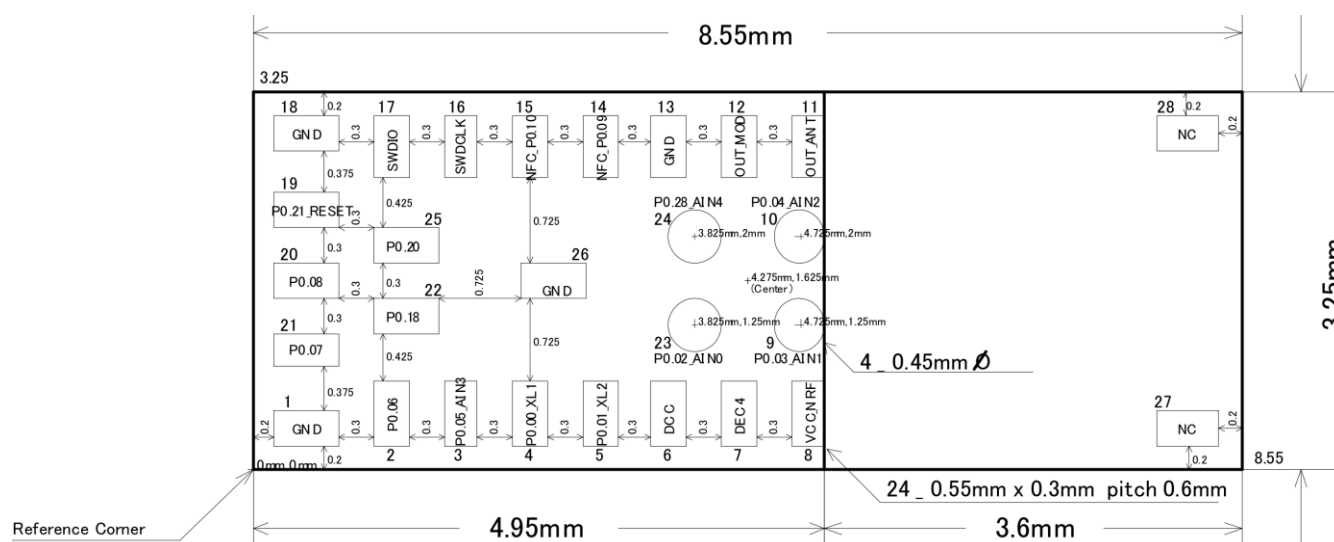 8.55mm
3.25
18 17 16 15 14 13 12 11 28
0.2 0.2
GND 0.3 SWDIO 0.3 SWDCLK 0.3 NFC_P0.10 0.3 NFC_P0.09 0.3 GND 0.3 OUT_MOD 0.3 OUT_ANT NC 0.2
0.375
19
0.425
P0.21_RESET 0.3 25
P0.28_AIN4 P0.04_AIN2
24 10
0.725
3.825mm,2mm 4.725mm,2mm
P0.20
0.3
20 26
P0.08 0.3 0.3 0.725 GND
4.275mm,1.625mm
(Center)
22
P0.18
0.3
3.825mm,1.25mm 4.725mm,1.25mm
21 23 9
P0.07 0.425 0.725
P0.02_AIN0 P0.03_AIN1
4 _ 0.45mm Ø
3.25mm
0.375
1 27
0.2 GND 0.3 P0.06 0.3 P0.05_AIN3 0.3 P0.00_XL1 0.3 P0.01_XL2 0.3 DCC 0.3 DEC4 0.3 VCC_NRF NC 0.2
0.2 0.2
2 3 4 5 6 7 8
0mm,0mm 8.55
24 _ 0.55mm x 0.3mm pitch 0.6mm
Reference Corner
4.95mm 3.6mm